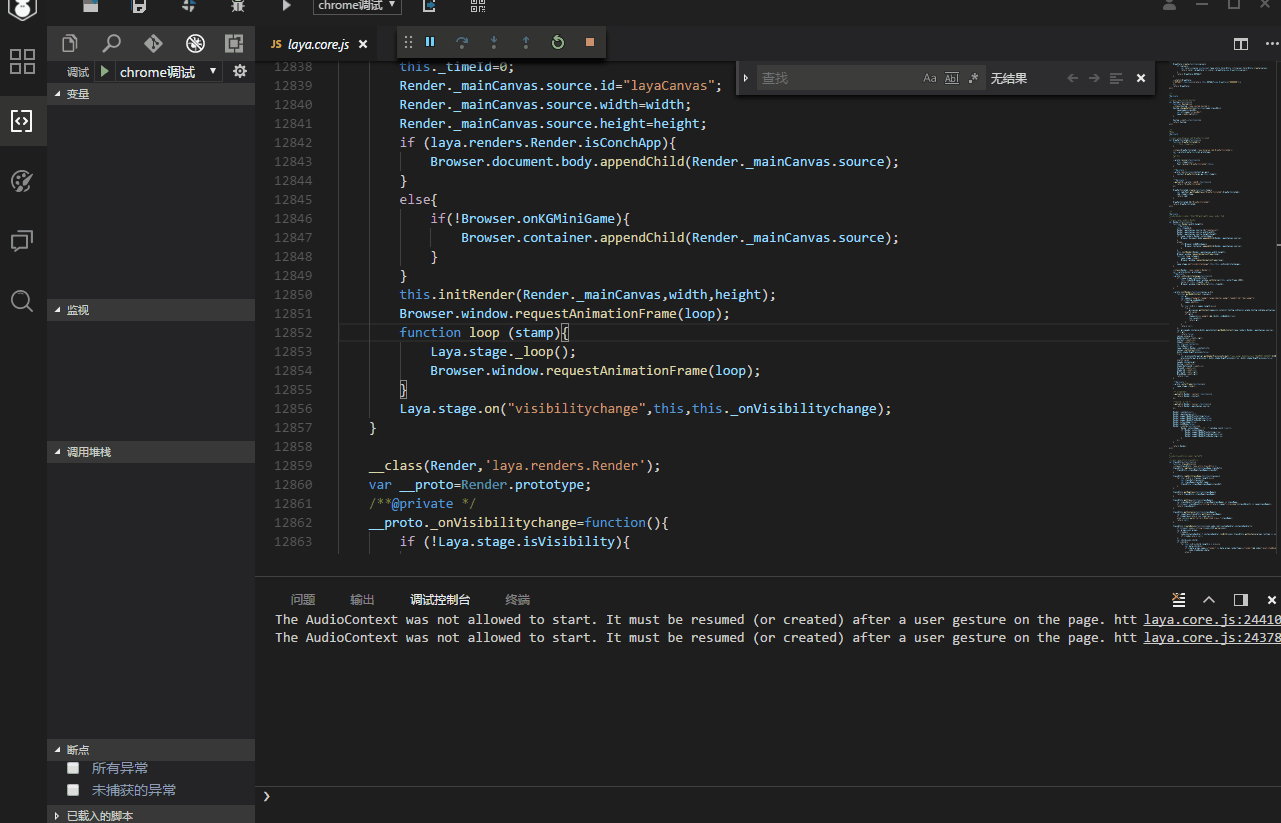 chrome调试
JS laya.core.js
调试 chrome调试
查找 Aa Ab| .* 无结果
变量
监视
调用堆栈
断点
所有异常
未捕获的异常
已载入的脚本
12838 this._timeId=0;
12839 Render._mainCanvas.source.id="layaCanvas";
12840 Render._mainCanvas.source.width=width;
12841 Render._mainCanvas.source.height=height;
12842 if (laya.renders.Render.isConchApp){
12843 Browser.document.body.appendChild(Render._mainCanvas.source);
12844 }
12845 else{
12846 if(!Browser.onKGMiniGame){
12847 Browser.container.appendChild(Render._mainCanvas.source);
12848 }
12849 }
12850 this.initRender(Render._mainCanvas,width,height);
12851 Browser.window.requestAnimationFrame(loop);
12852 function loop (stamp){
12853 Laya.stage._loop();
12854 Browser.window.requestAnimationFrame(loop);
12855 }
12856 Laya.stage.on("visibilitychange",this,this._onVisibilitychange);
12857 }
12858
12859 __class(Render,'laya.renders.Render');
12860 var __proto=Render.prototype;
12861 /**@private */
12862 __proto._onVisibilitychange=function(){
12863 if (!Laya.stage.isVisibility){
问题 输出 调试控制台 终端
The AudioContext was not allowed to start. It must be resumed (or created) after a user gesture on the page. htt laya.core.js:24410
The AudioContext was not allowed to start. It must be resumed (or created) after a user gesture on the page. htt laya.core.js:24378